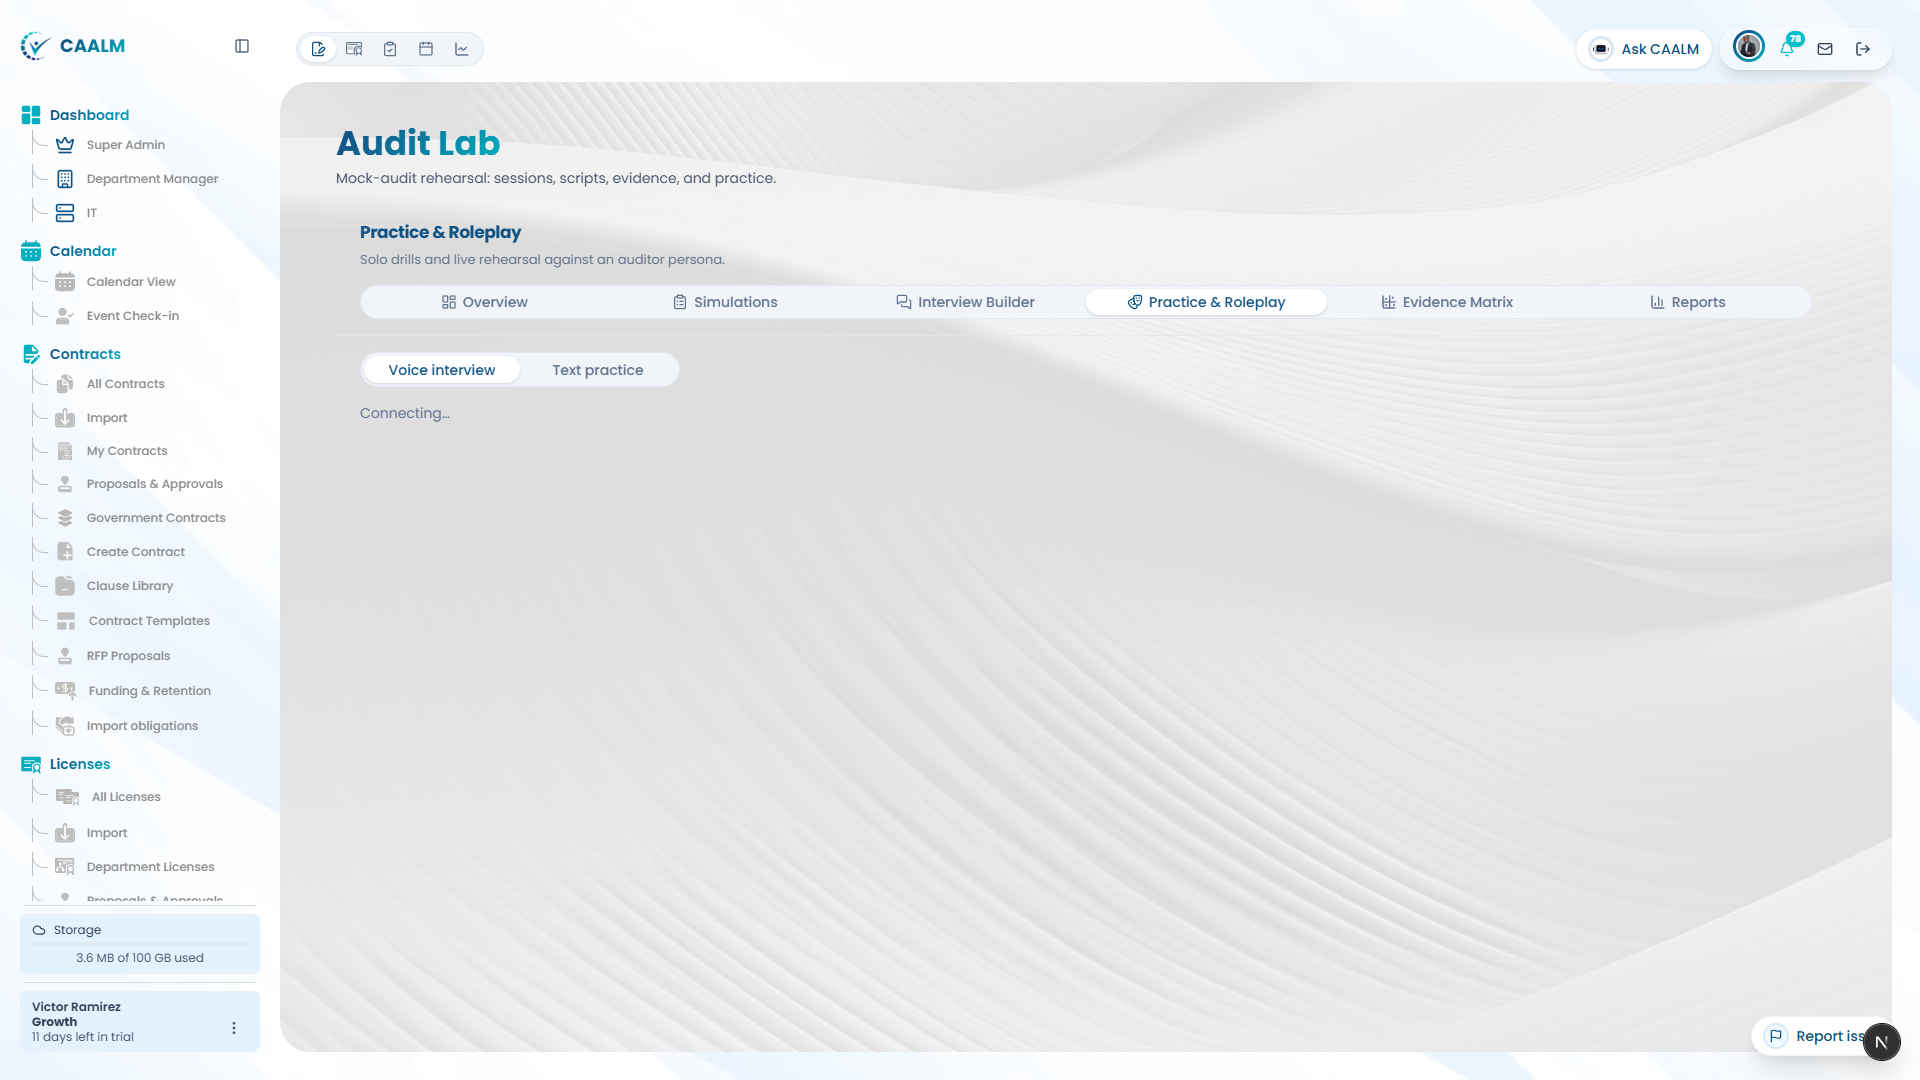 CAALM
Ask CAALM
78
Dashboard
Super Admin
Department Manager
IT
Calendar
Calendar View
Event Check-in
Contracts
All Contracts
Import
My Contracts
Proposals & Approvals
Government Contracts
Create Contract
Clause Library
Contract Templates
RFP Proposals
Funding & Retention
Import obligations
Licenses
All Licenses
Import
Department Licenses
Proposals & Approvals
Storage
3.6 MB of 100 GB used
Victor Ramirez
Growth
11 days left in trial
Audit Lab
Mock-audit rehearsal: sessions, scripts, evidence, and practice.
Practice & Roleplay
Solo drills and live rehearsal against an auditor persona.
Overview
Simulations
Interview Builder
Practice & Roleplay
Evidence Matrix
Reports
Voice interview
Text practice
Connecting...
Report iss
N